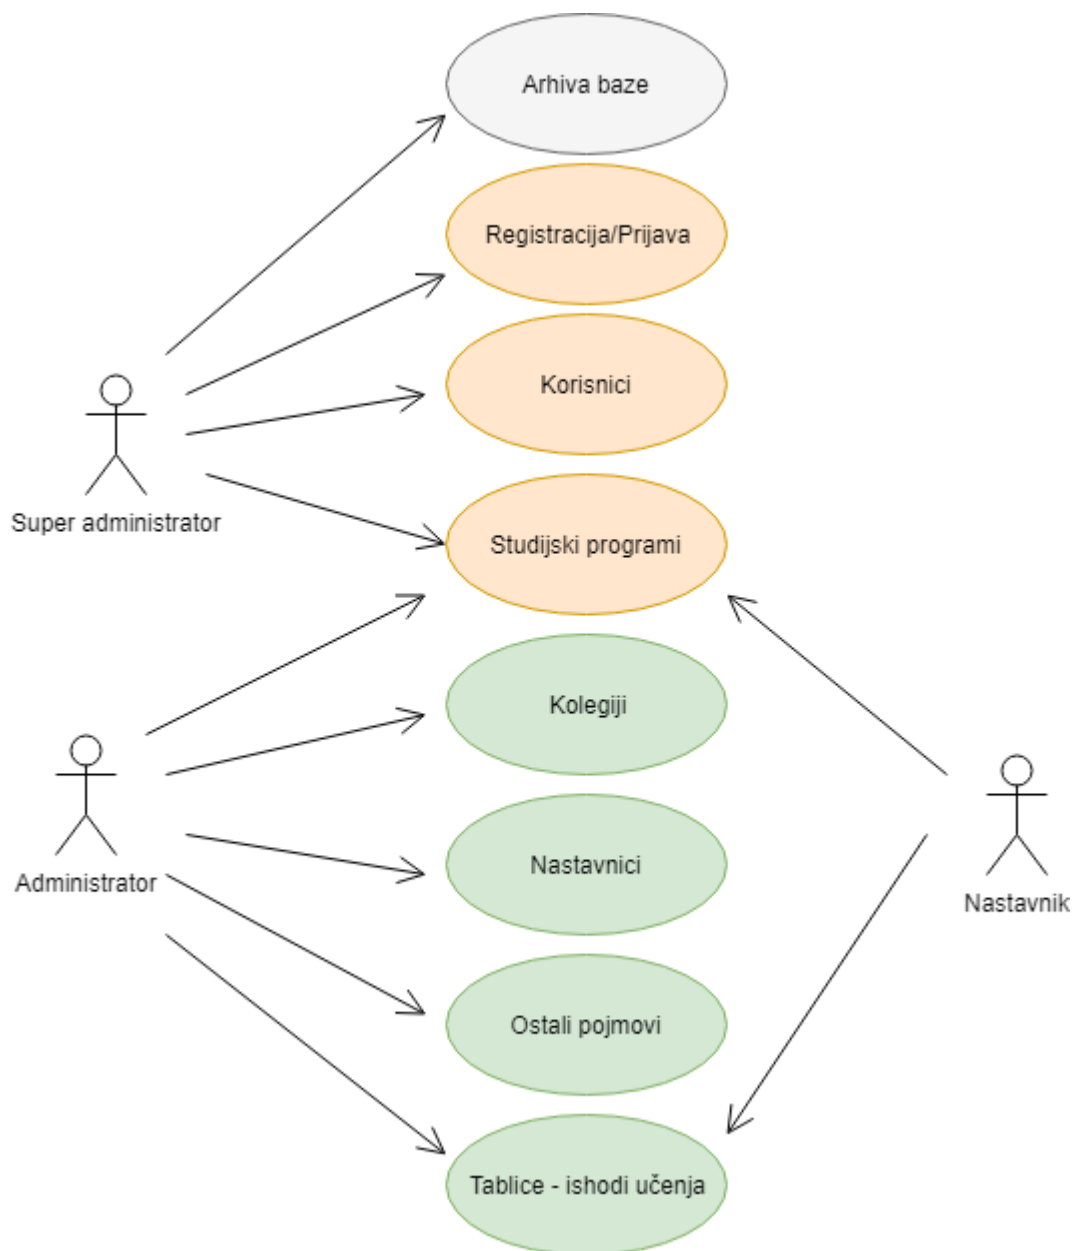 Arhiva baze
Registracija/Prijava
Korisnici
Super administrator
Studijski programi
Kolegiji
Nastavnici
Administrator
Nastavnik
Ostali pojmovi
Tablice - ishodi učenja